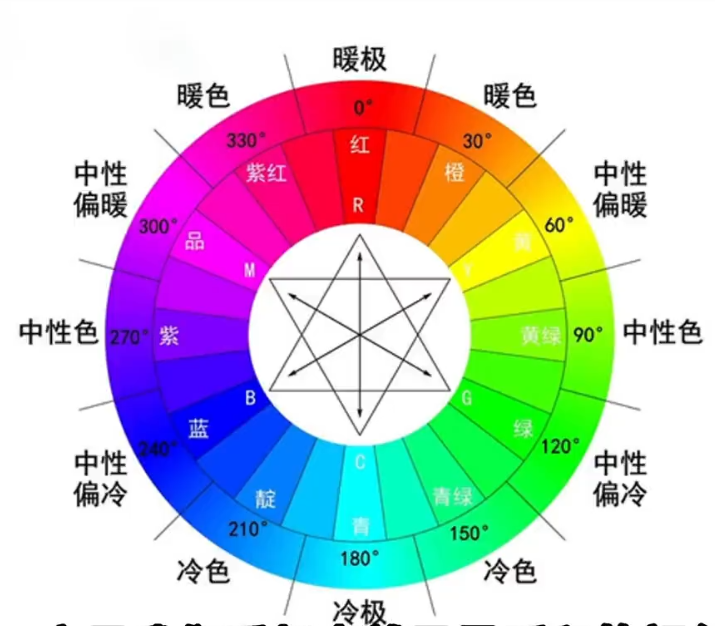 暖极
暖色
暖色
0°
330°
30°
红
紫红
橙
中性
偏暖
中性
偏暖
R
300°
60°
品
黄
M
Y
中性色
270°
紫
黄绿
90°
中性色
B
G
蓝
绿
240°
120°
中性
偏冷
中性
偏冷
C
靛
青绿
青
210°
150°
180°
冷色
冷色
冷极